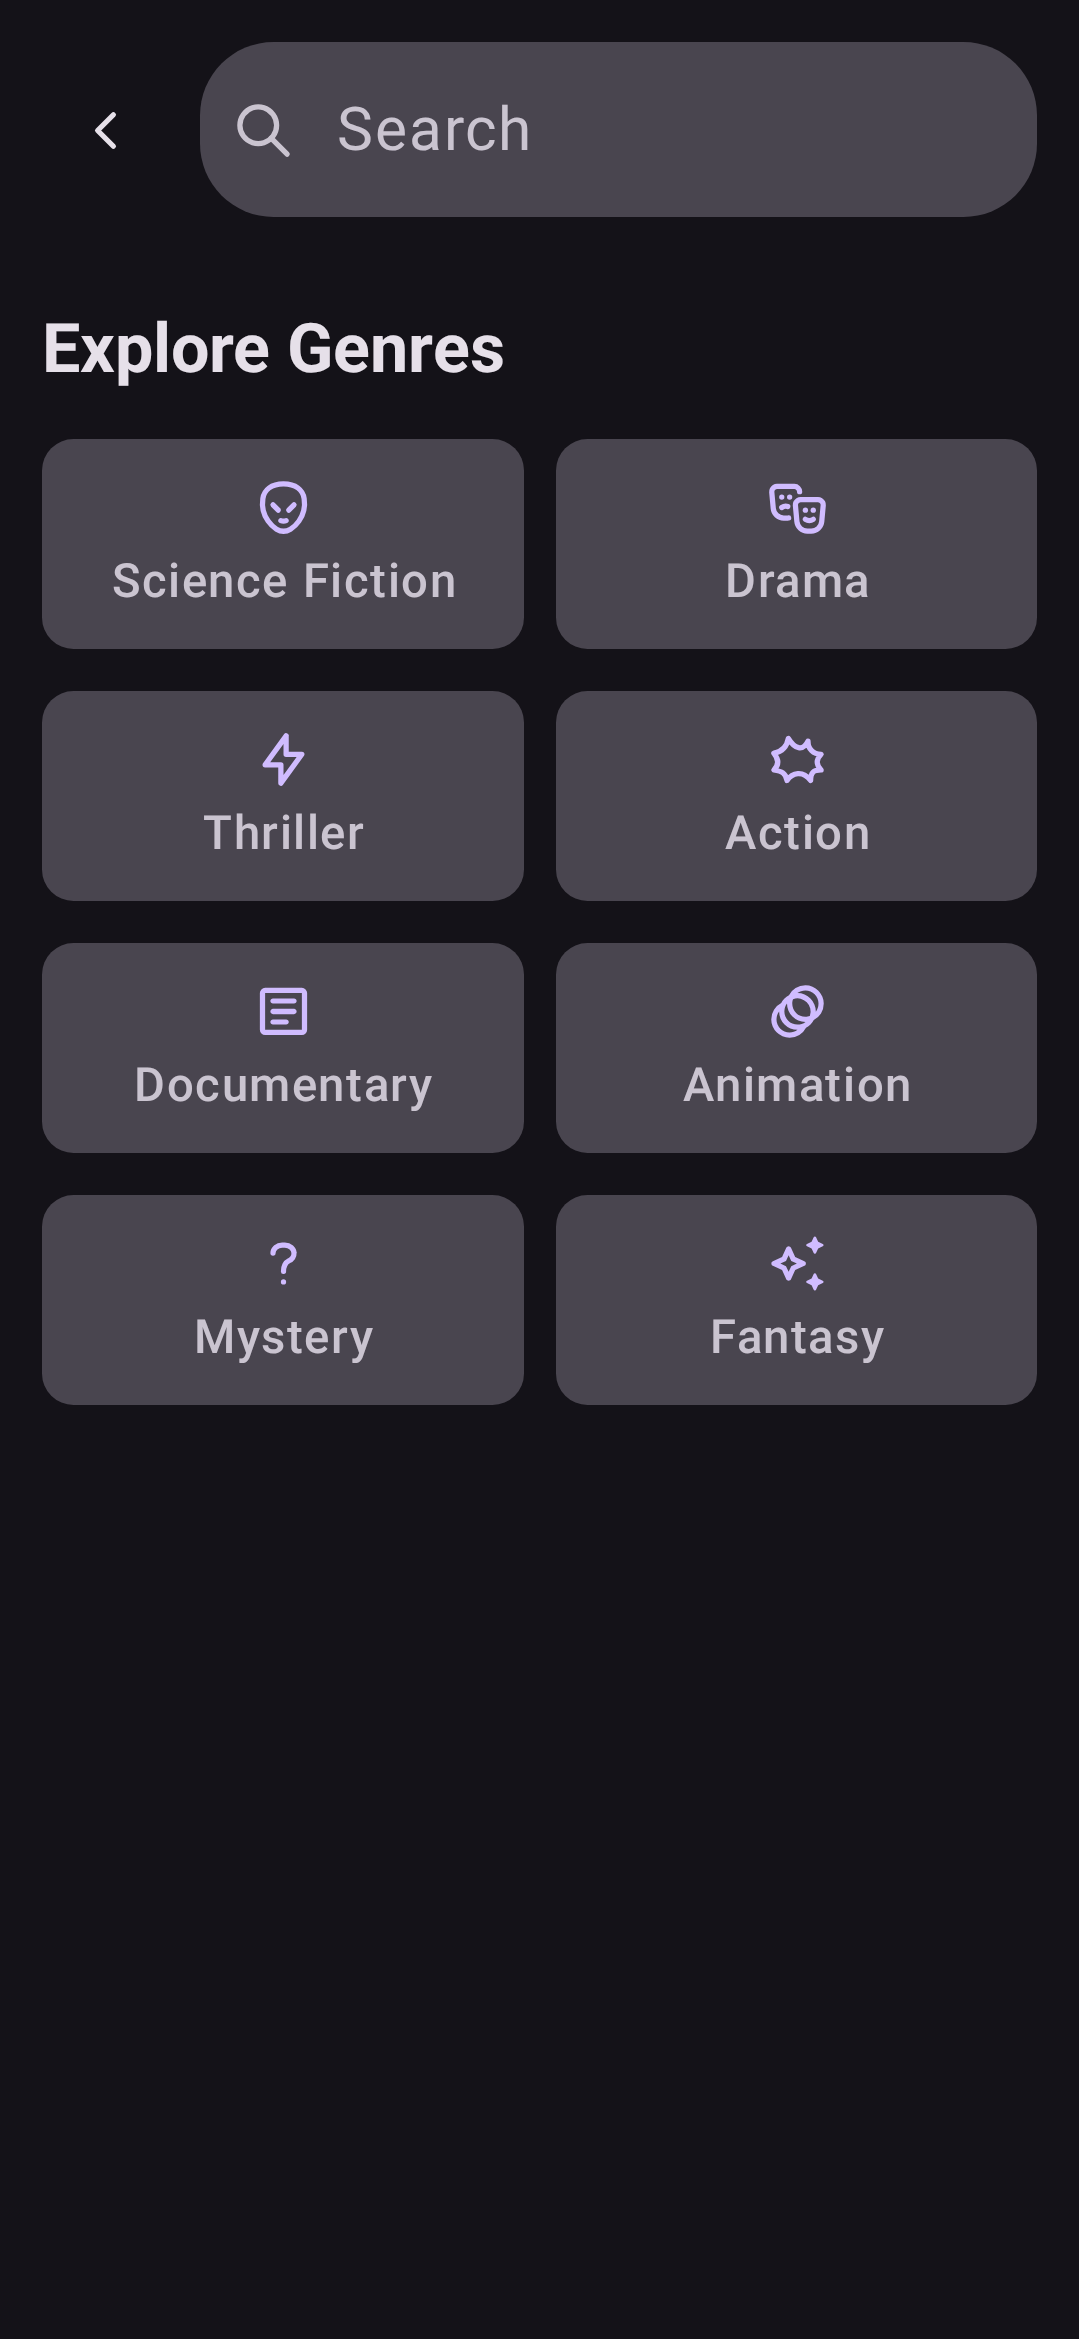 Search
Explore Genres
Science Fiction
Drama
Thriller
Action
Documentary
Animation
Mystery
Fantasy